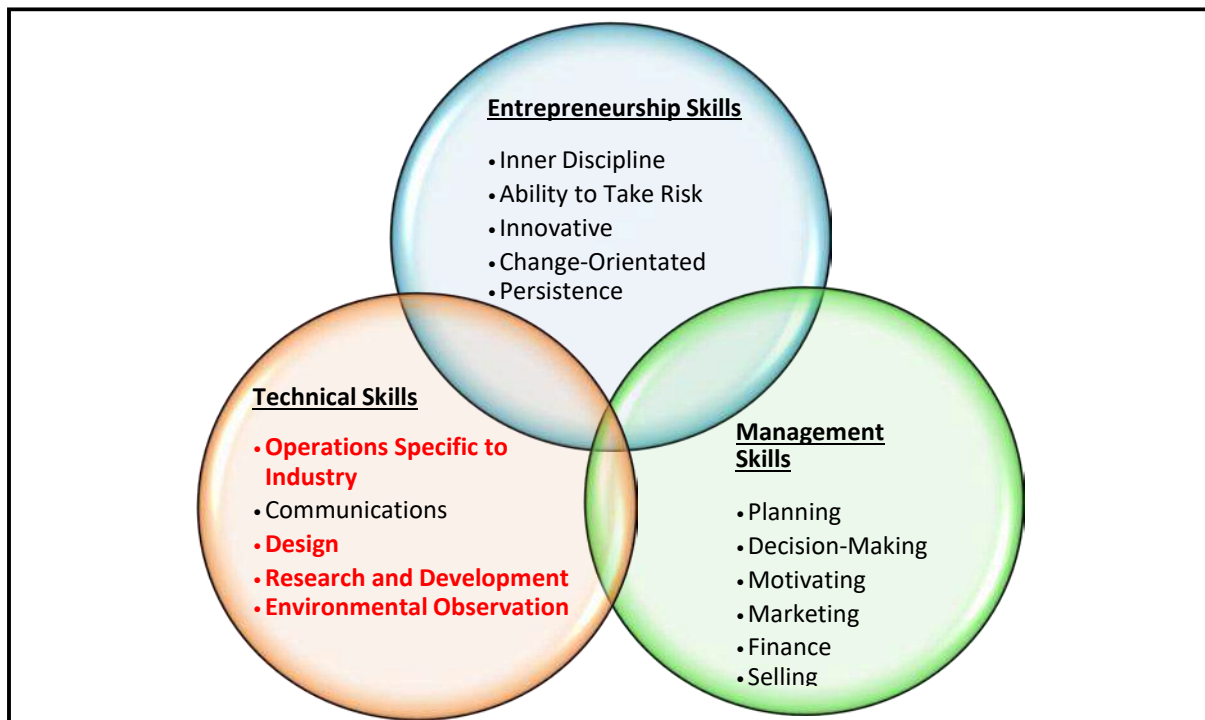 Entrepreneurship Skills
• Inner Discipline
• Ability to Take Risk
• Innovative
• Change-Orientated
• Persistence
Technical Skills
• Operations Specific to
Industry
• Communications
• Design
• Research and Development
• Environmental Observation
Management
Skills
• Planning
• Decision-Making
• Motivating
• Marketing
• Finance
• Selling